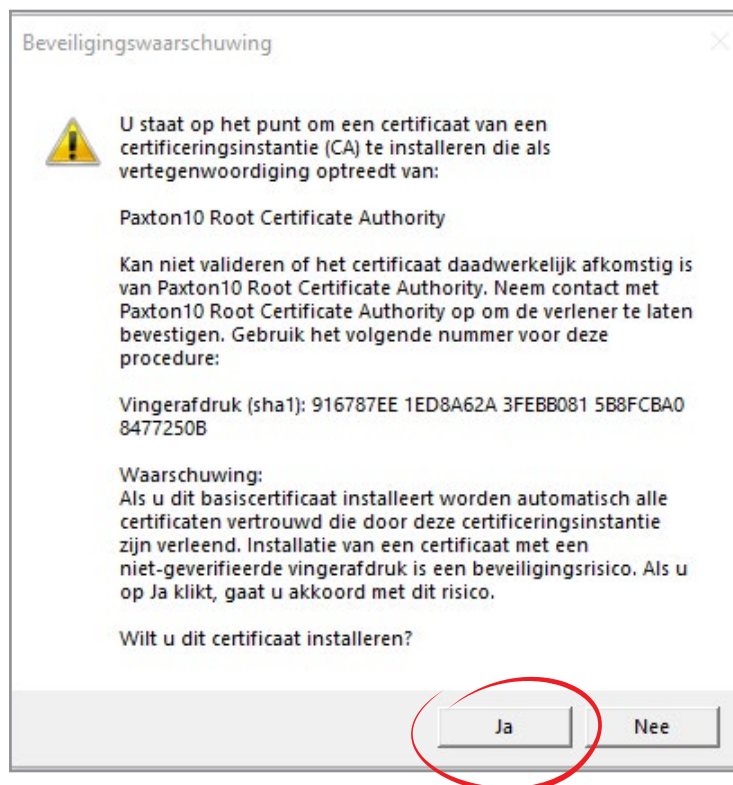 Beveiligingswaarschuwing
U staat op het punt om een certificaat van een
certificeringsinstantie (CA) te installeren die als
vertegenwoordiging optreedt van:
Paxton10 Root Certificate Authority
Kan niet valideren of het certificaat daadwerkelijk afkomstig is
van Paxton10 Root Certificate Authority. Neem contact met
Paxton10 Root Certificate Authority op om de verlener te laten
bevestigen. Gebruik het volgende nummer voor deze
procedure:
Vingerafdruk (sha1): 916787EE 1ED8A62A 3FEBB081 5B8FCBA0
8477250B
Waarschuwing:
Als u dit basiscertificaat installeert worden automatisch alle
certificaten vertrouwd die door deze certificeringsinstantie
zijn verleend. Installatie van een certificaat met een
niet-geverifieerde vingerafdruk is een beveiligingsrisico. Als u
op Ja klikt, gaat u akkoord met dit risico.
Wilt u dit certificaat installeren?
Ja
Nee